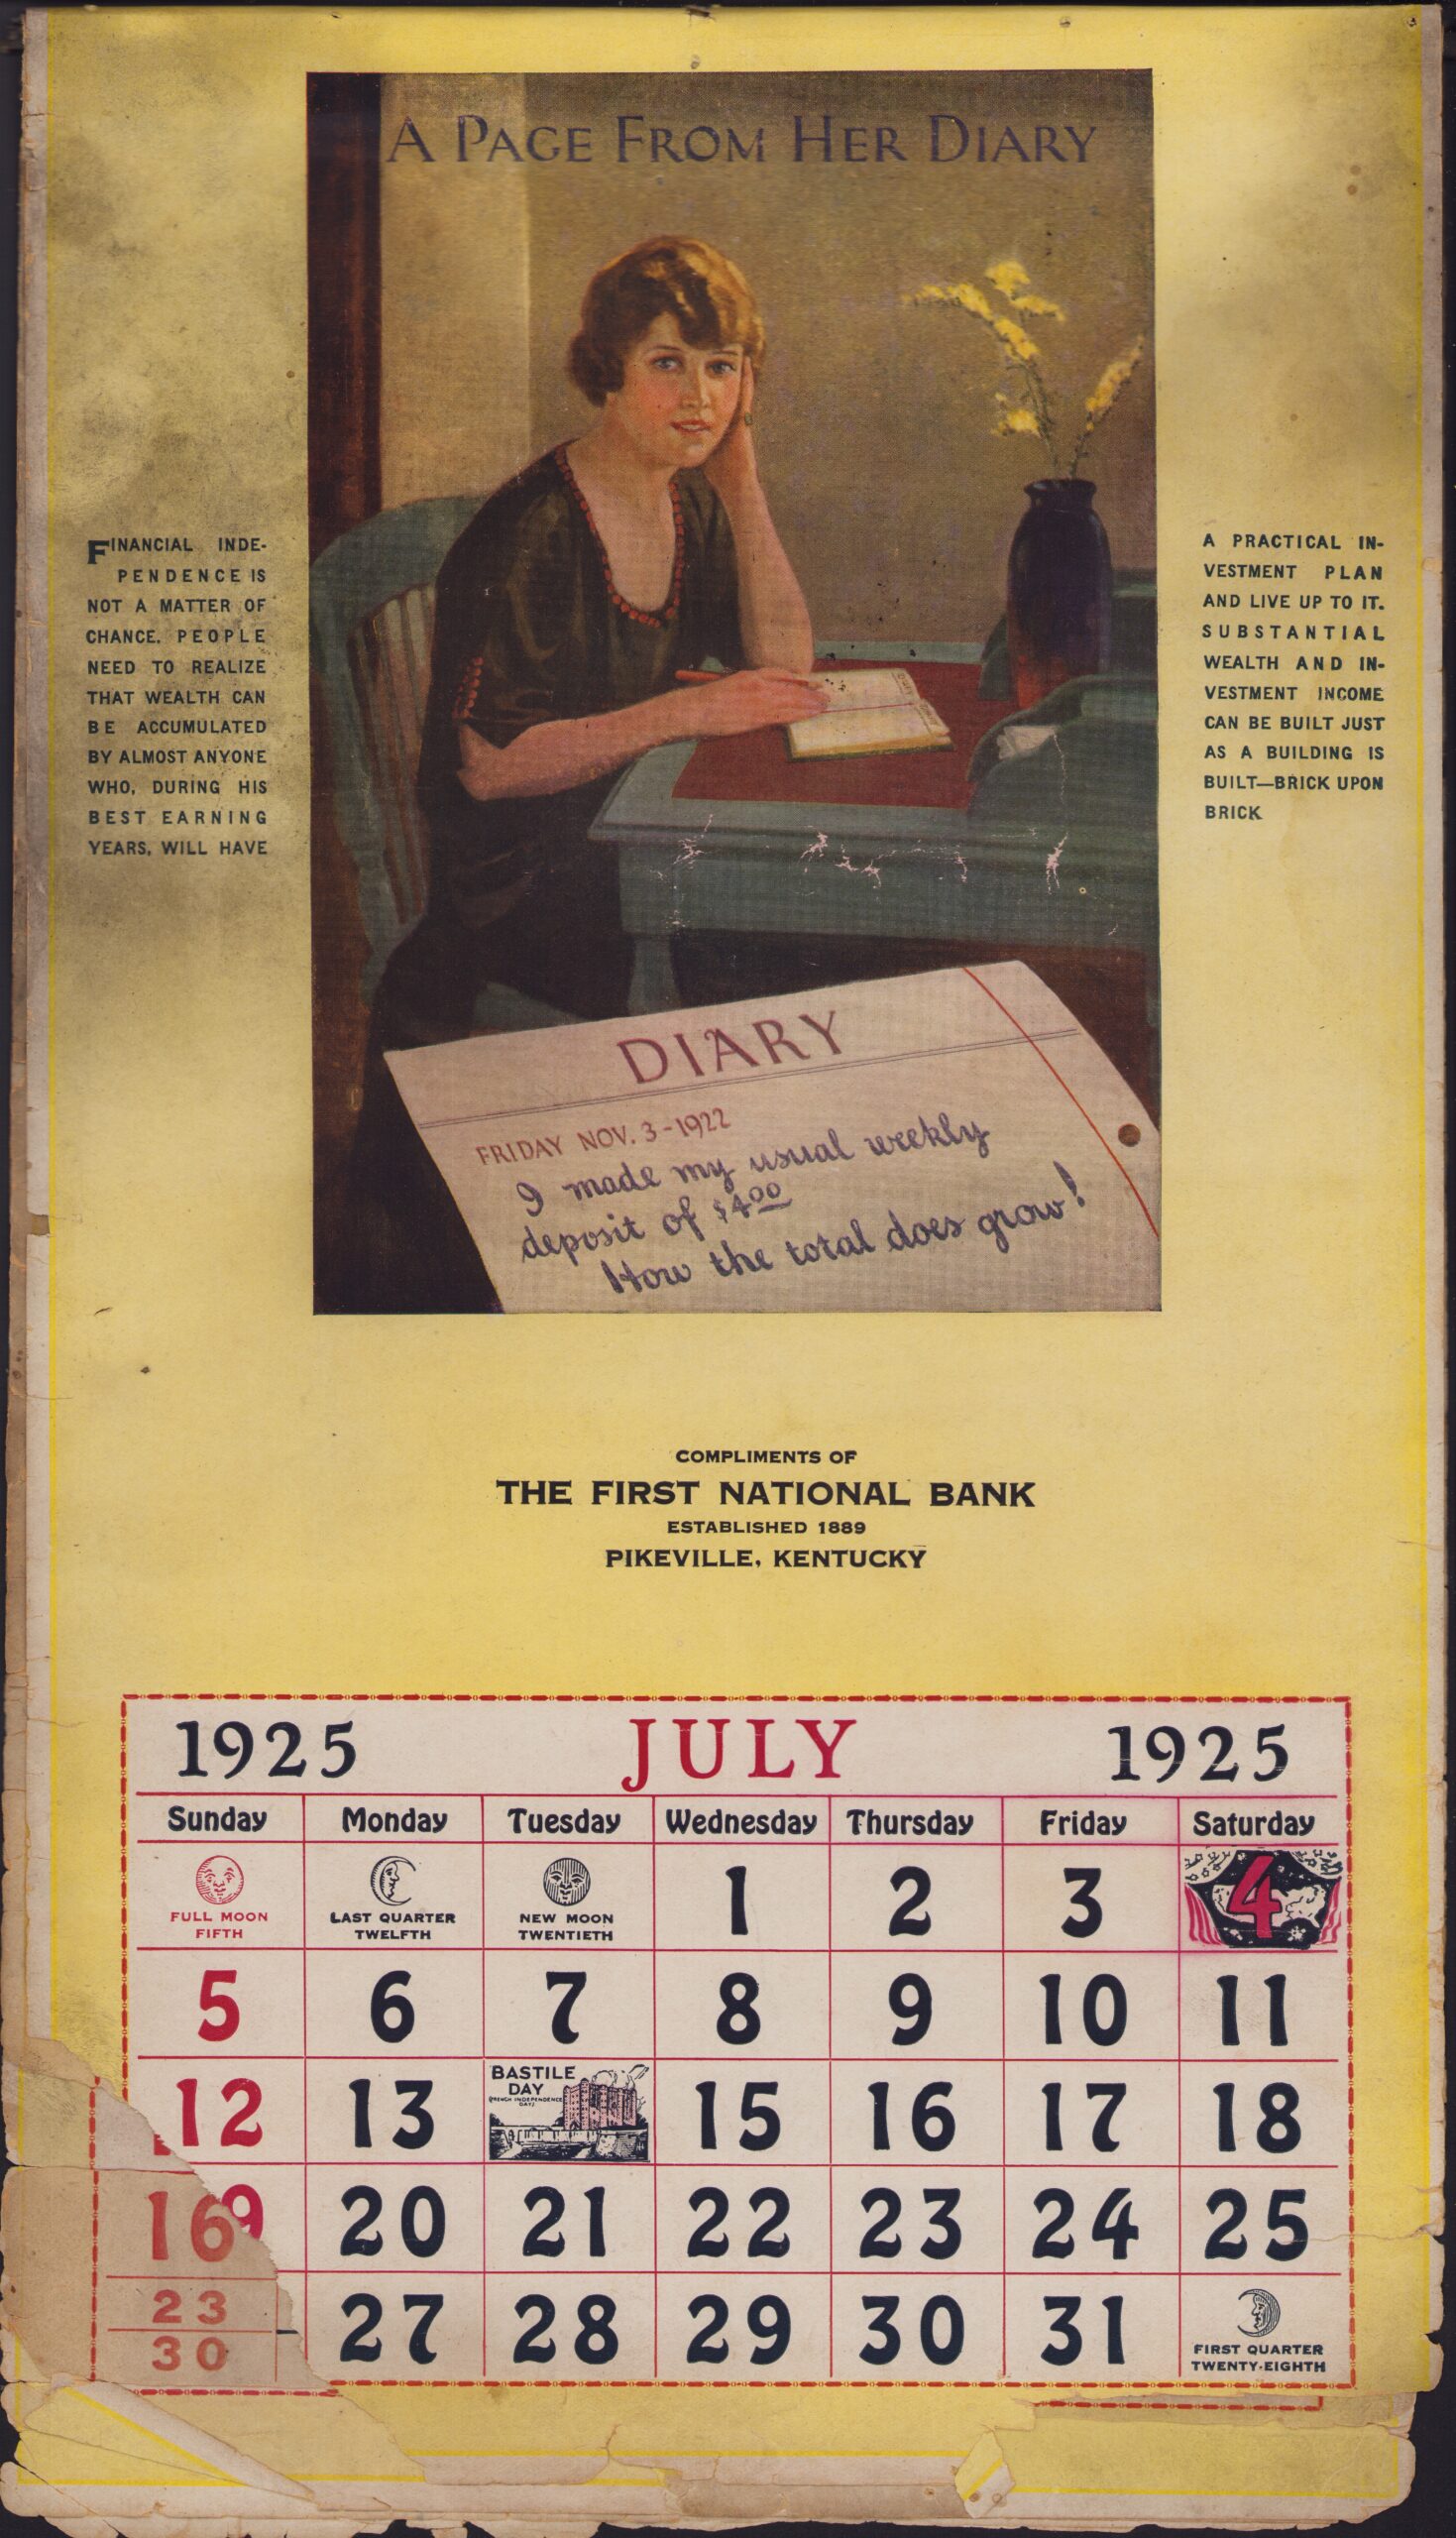 A PAGE FROM HER DIARY
FINANCIAL INDE-
PENDENCE IS
NOT A MATTER OF
CHANCE. PEOPLE
NEED TO REALIZE
THAT WEALTH CAN
BE ACCUMULATED
BY ALMOST ANYONE
WHO, DURING HIS
BEST EARNING
YEARS, WILL HAVE
A PRACTICAL IN-
VESTMENT PLAN
AND LIVE UP TO IT.
SUBSTANTIAL
WEALTH AND IN-
VESTMENT INCOME
CAN BE BUILT JUST
AS A BUILDING IS
BUILT—BRICK UPON
BRICK
DIARY
FRIDAY NOV. 3-1922
I made my usual weekly
deposit of $4.00
How the total does grow!
COMPLIMENTS OF
THE FIRST NATIONAL BANK
ESTABLISHED 1889
PIKEVILLE, KENTUCKY
1925 JULY 1925
Sunday Monday Tuesday Wednesday Thursday Friday Saturday
FULL MOON
FIFTH
LAST QUARTER
TWELFTH
NEW MOON
TWENTIETH
1 2 3 4
5 6 7 8 9 10 11
12 13
BASTILE
DAY
(FRENCH INDEPENDENCE
DAY)
15 16 17 18
16 9 20 21 22 23 24 25
23
30
27 28 29 30 31
FIRST QUARTER
TWENTY-EIGHTH